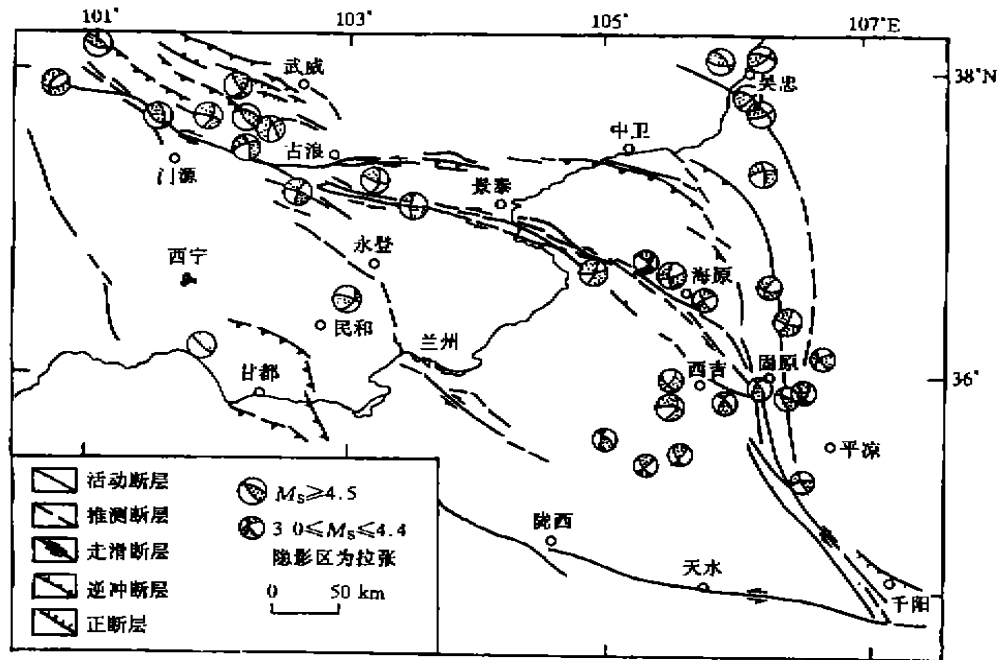 101° 103° 105° 107°E
38°N
36°
武威
吴忠
中卫
占浪
门源
景泰
永登
西宁
海原
民和
兰州
西吉
固原
甘都
平凉
陇西
天水
千阳
活动断层
推测断层
走滑断层
逆冲断层
正断层
Ms≥4.5
3 0≤Ms≤4.4
隐影区为拉张
0 50 km